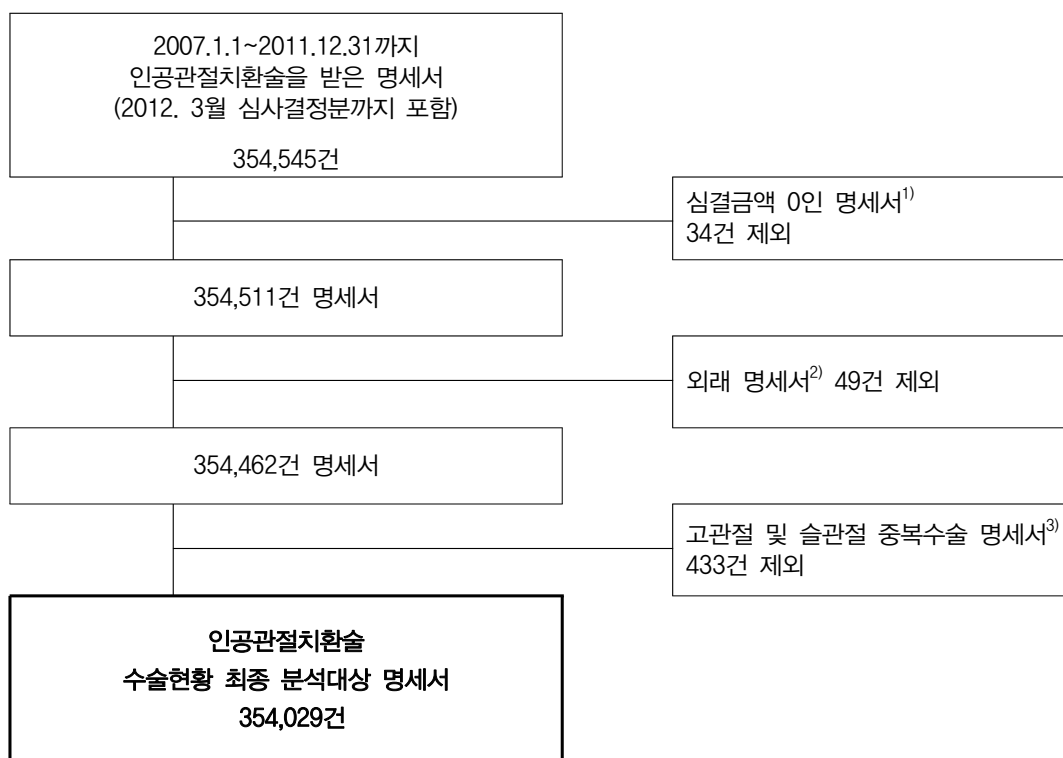 2007.1.1~2011.12.31까지
인공관절치환술을 받은 명세서
(2012. 3월 심사결정분까지 포함)
354,545건
심결금액 0인 명세서1)
34건 제외
354,511건 명세서
외래 명세서2) 49건 제외
354,462건 명세서
고관절 및 슬관절 중복수술 명세서3)
433건 제외
인공관절치환술
수술현황 최종 분석대상 명세서
354,029건